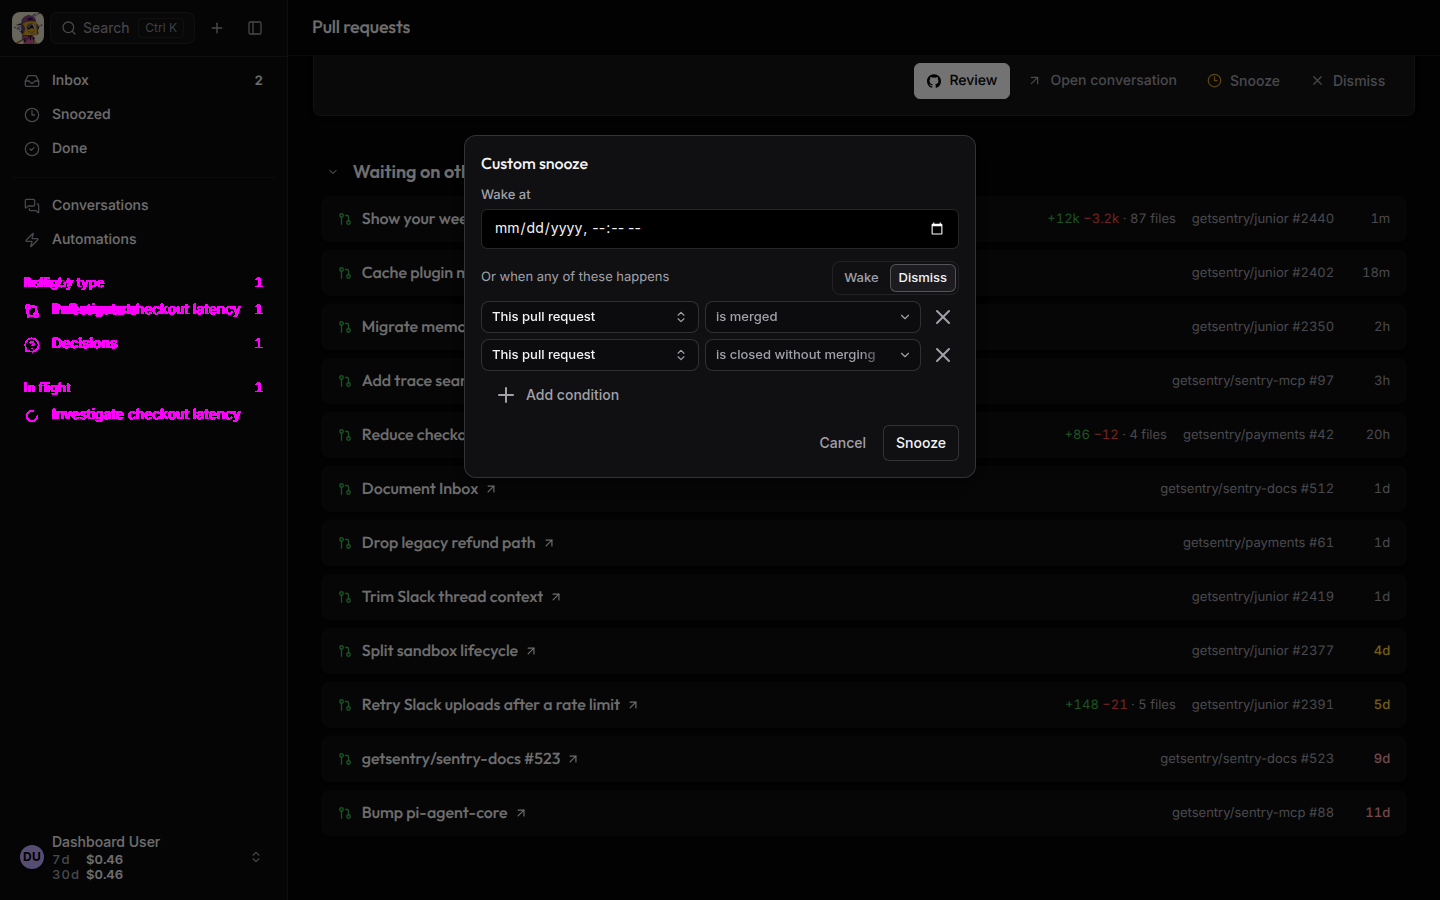 Search Ctrl K
Pull requests
Inbox 2
Snoozed
Done
Conversations
Automations
type 1
checkout latency 1
Decisions 1
In flight 1
Investigate checkout latency
Dashboard User
DU
7d $0.46
30d $0.46
Review Open conversation Snooze Dismiss
Waiting on
Show your +12k −3.2k · 87 files getsentry/junior #2440 1m
Cache plugin getsentry/junior #2402 18m
Migrate getsentry/junior #2350 2h
Add trace getsentry/sentry-mcp #97 3h
Reduce +86 −12 · 4 files getsentry/payments #42 20h
Document Inbox getsentry/sentry-docs #512 1d
Drop legacy refund path getsentry/payments #61 1d
Trim Slack thread context getsentry/junior #2419 1d
Split sandbox lifecycle getsentry/junior #2377 4d
Retry Slack uploads after a rate limit +148 −21 · 5 files getsentry/junior #2391 5d
getsentry/sentry-docs #523 getsentry/sentry-docs #523 9d
Bump pi-agent-core getsentry/sentry-mcp #88 11d
Custom snooze
Wake at
mm/dd/yyyy, --:-- --
Or when any of these happens Wake Dismiss
This pull request is merged
This pull request is closed without merging
Add condition
Cancel Snooze